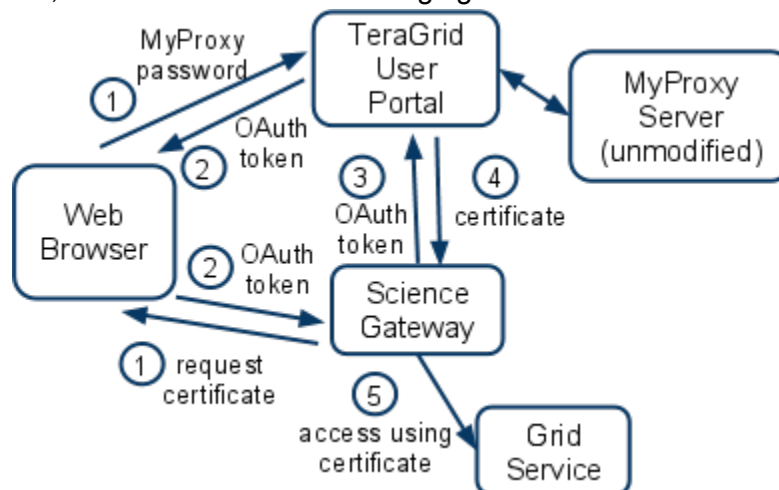 MyProxy
password
1
TeraGrid
User
Portal
MyProxy
Server
(unmodified)
OAuth
token
2
3
OAuth
token
4
certificate
Web
Browser
2
OAuth
token
Science
Gateway
1
request
certificate
5
access using
certificate
Grid
Service